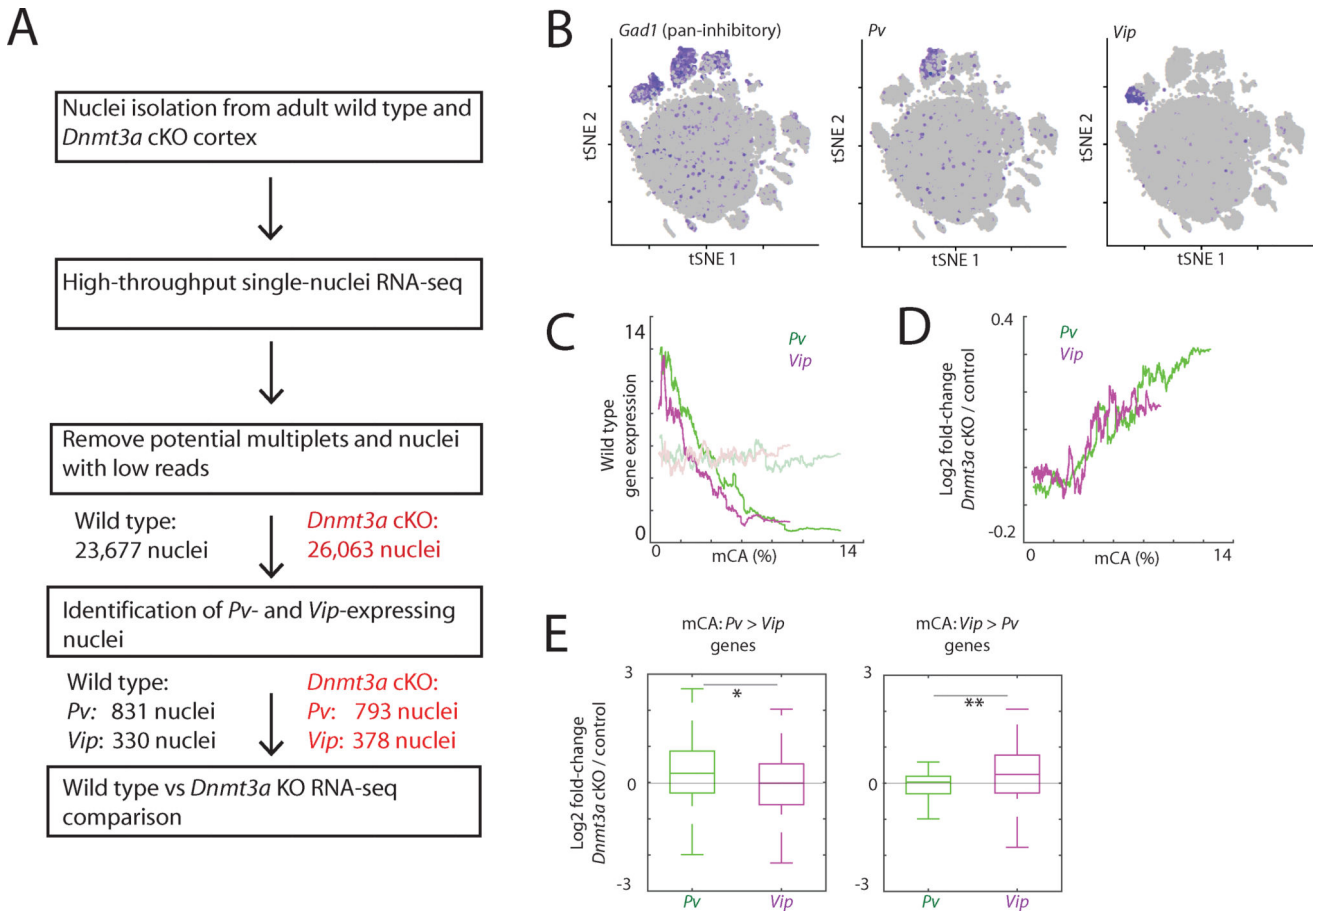 A
Nuclei isolation from adult wild type and
Dnmt3a cKO cortex
High-throughput single-nuclei RNA-seq
Remove potential multiplets and nuclei
with low reads
Wild type:
23,677 nuclei
Dnmt3a cKO:
26,063 nuclei
Identification of Pv- and Vip-expressing
nuclei
Wild type:
Pv: 831 nuclei
Vip: 330 nuclei
Dnmt3a cKO:
Pv: 793 nuclei
Vip: 378 nuclei
Wild type vs Dnmt3a KO RNA-seq
comparison
B
Gad1 (pan-inhibitory)
tSNE 2
tSNE 1
Pv
tSNE 2
tSNE 1
Vip
tSNE 2
tSNE 1
C
14
Pv
Vip
Wild type
gene expression
0
0
mCA (%)
14
D
0.4
Pv
Vip
Log2 fold-change
Dnmt3a cKO / control
-0.2
0
mCA (%)
14
E
mCA: Pv > Vip
genes
3
*
Log2 fold-change
Dnmt3a cKO / control
0
-3
Pv
Vip
mCA: Vip > Pv
genes
3
**
0
-3
Pv
Vip